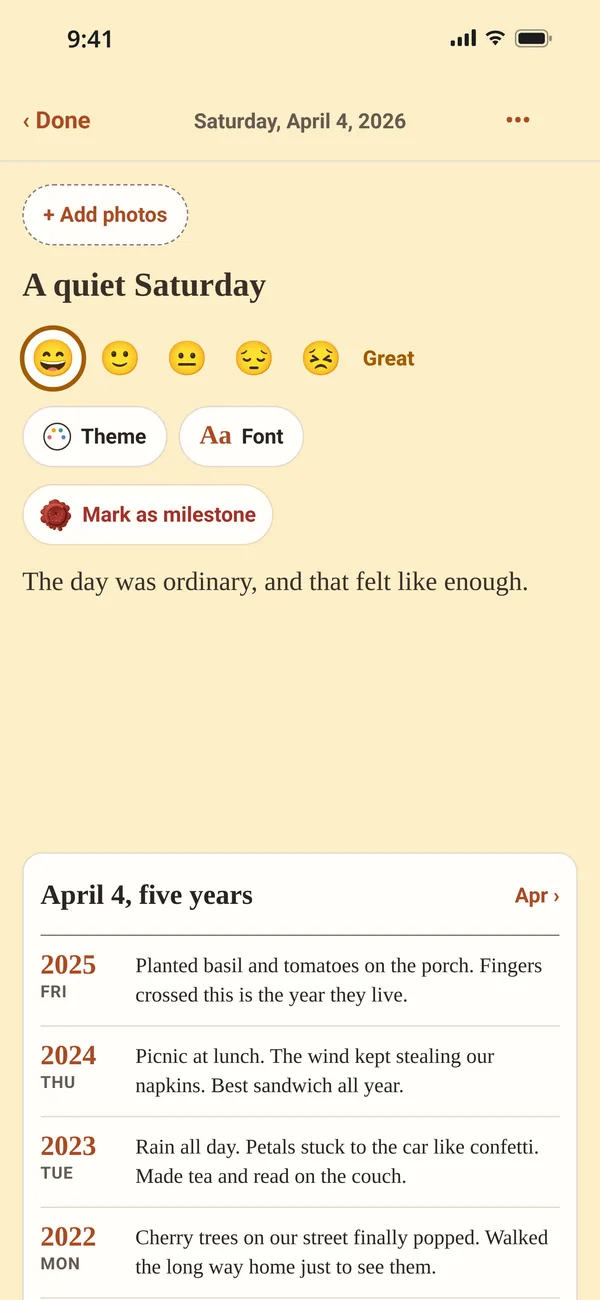 9:41
‹ Done
Saturday, April 4, 2026
+ Add photos
A quiet Saturday
Great
Theme
Aa Font
Mark as milestone
The day was ordinary, and that felt like enough.
April 4, five years
Apr ›
2025
FRI
Planted basil and tomatoes on the porch. Fingers
crossed this is the year they live.
2024
THU
Picnic at lunch. The wind kept stealing our
napkins. Best sandwich all year.
2023
TUE
Rain all day. Petals stuck to the car like confetti.
Made tea and read on the couch.
2022
MON
Cherry trees on our street finally popped. Walked
the long way home just to see them.